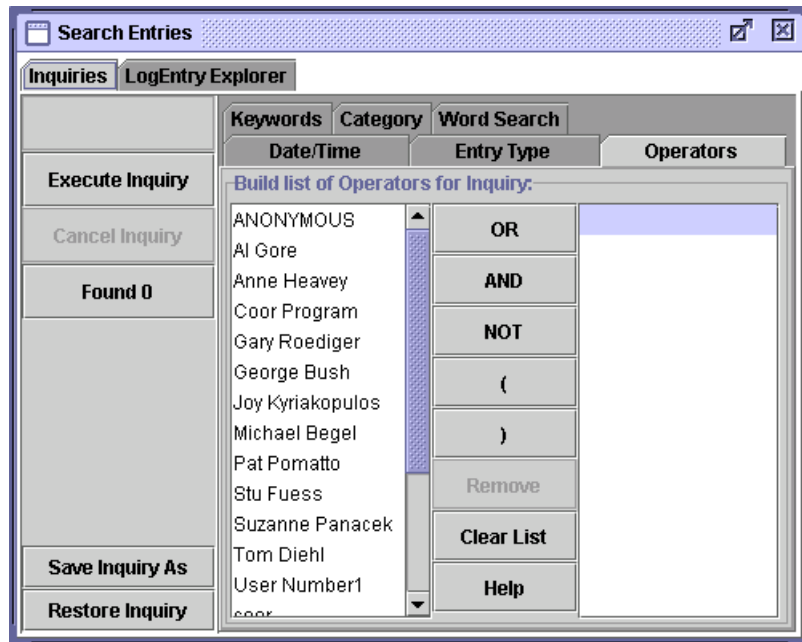 Search Entries
Inquiries
LogEntry Explorer
Keywords
Category
Word Search
Date/Time
Entry Type
Operators
Execute Inquiry
Cancel Inquiry
Found 0
Save Inquiry As
Restore Inquiry
Build list of Operators for Inquiry:
ANONYMOUS
Al Gore
Anne Heavey
Coor Program
Gary Roediger
George Bush
Joy Kyriakopulos
Michael Begel
Pat Pomatto
Stu Fuess
Suzanne Panacek
Tom Diehl
User Number1
OR
AND
NOT
(
)
Remove
Clear List
Help